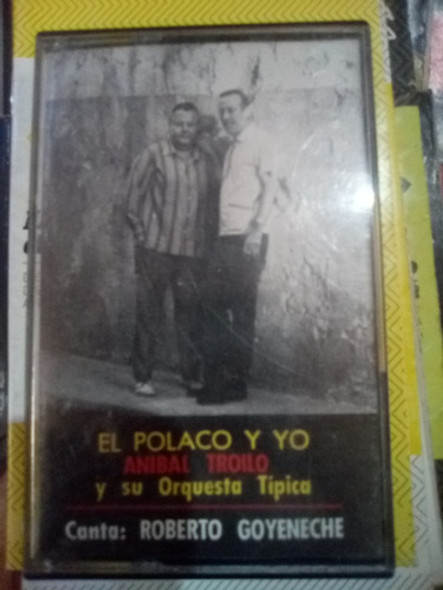 EL POLACO Y YO
ANIBAL TROILO
y su Orquesta Típica
Canta: ROBERTO GOYENECHE